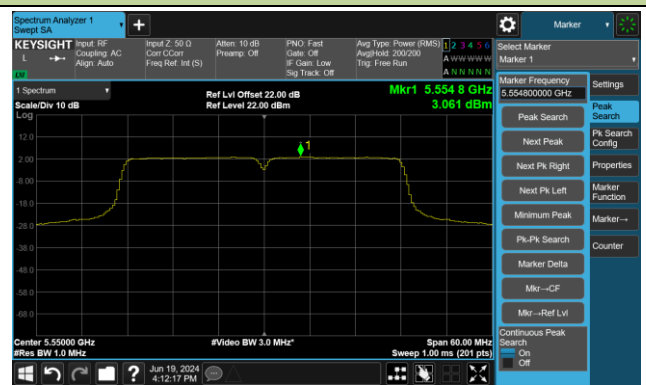 Spectrum Analyzer 1
Swept SA
+
Marker
KEYSIGHT
L
LW
Input: RF
Coupling: AC
Align: Auto
Input Z: 50 Ω
Corr CCorr
Freq Ref: Int (S)
Atten: 10 dB
Preamp: Off
PNO: Fast
Gate: Off
IF Gain: Low
Sig Track: Off
Avg Type: Power (RMS)
Avg|Hold: 200/200
Trig: Free Run
1 2 3 4 5 6
A W W W W W
A N N N N N
Select Marker
Marker 1
1 Spectrum
Scale/Div 10 dB
Log
Ref Lvl Offset 22.00 dB
Ref Level 22.00 dBm
Mkr1 5.554 8 GHz
3.061 dBm
Marker Frequency
5.554800000 GHz
Settings
Peak Search
Peak
Search
Next Peak
Pk Search
Config
Next Pk Right
Properties
Next Pk Left
Marker
Function
Minimum Peak
Marker→
Pk-Pk Search
Counter
Marker Delta
Mkr→CF
Mkr→Ref Lvl
Continuous Peak
Search
On
Off
12.0
2.00
-8.00
-18.0
-28.0
-38.0
-48.0
-58.0
-68.0
1
Center 5.55000 GHz
#Res BW 1.0 MHz
#Video BW 3.0 MHz*
Span 60.00 MHz
Sweep 1.00 ms (201 pts)
?
Jun 19, 2024
4:12:17 PM